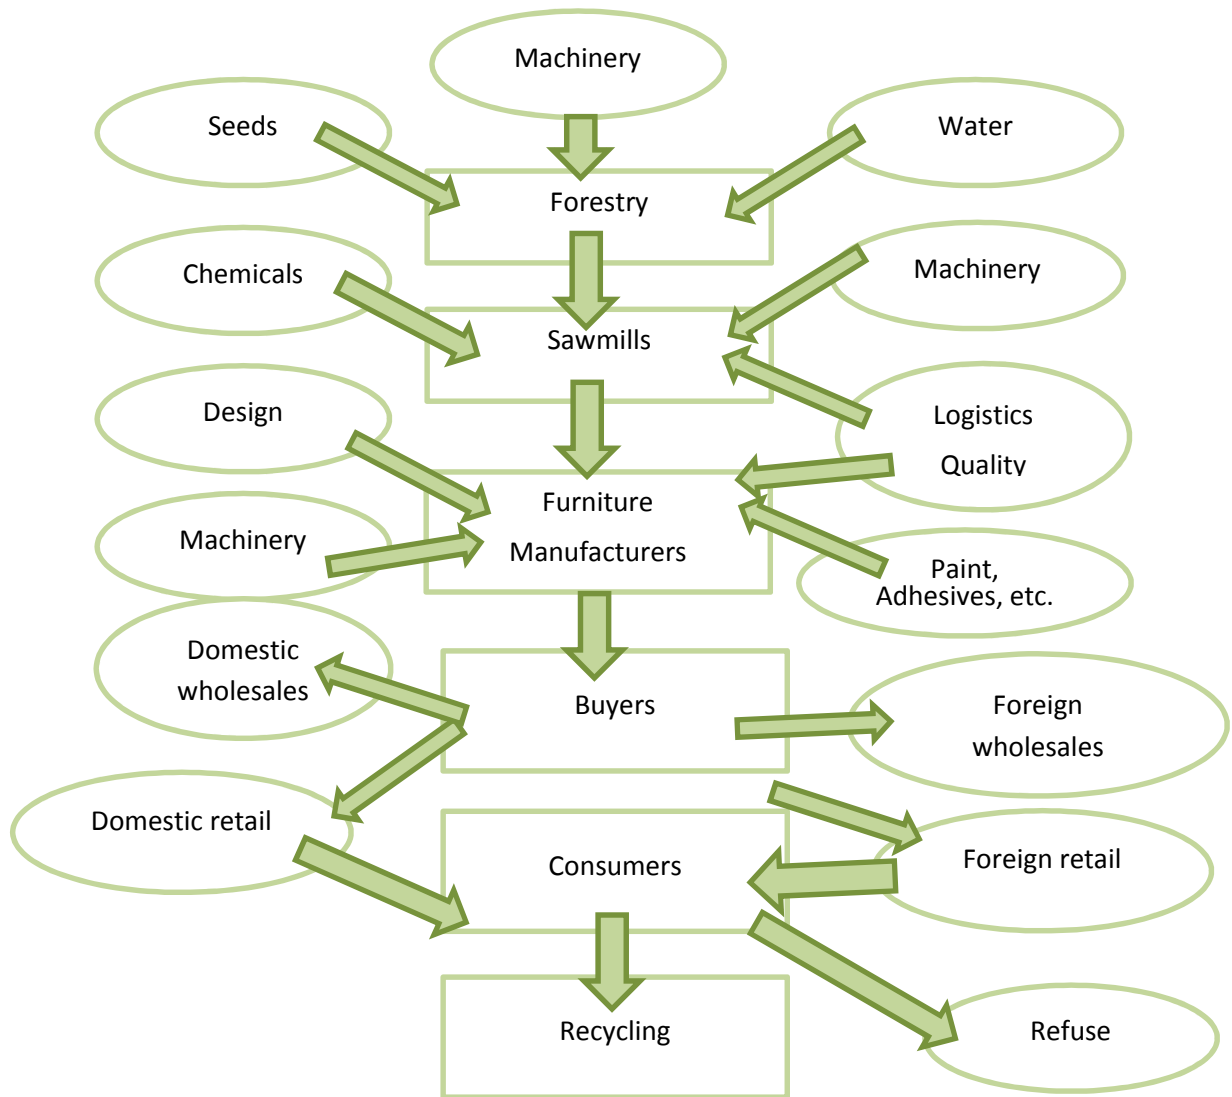 Machinery
Seeds
Water
Forestry
Chemicals
Machinery
Sawmills
Design
Logistics
Quality
Furniture
Manufacturers
Machinery
Paint,
Adhesives, etc.
Domestic
wholesales
Buyers
Foreign
wholesales
Domestic retail
Consumers
Foreign retail
Recycling
Refuse